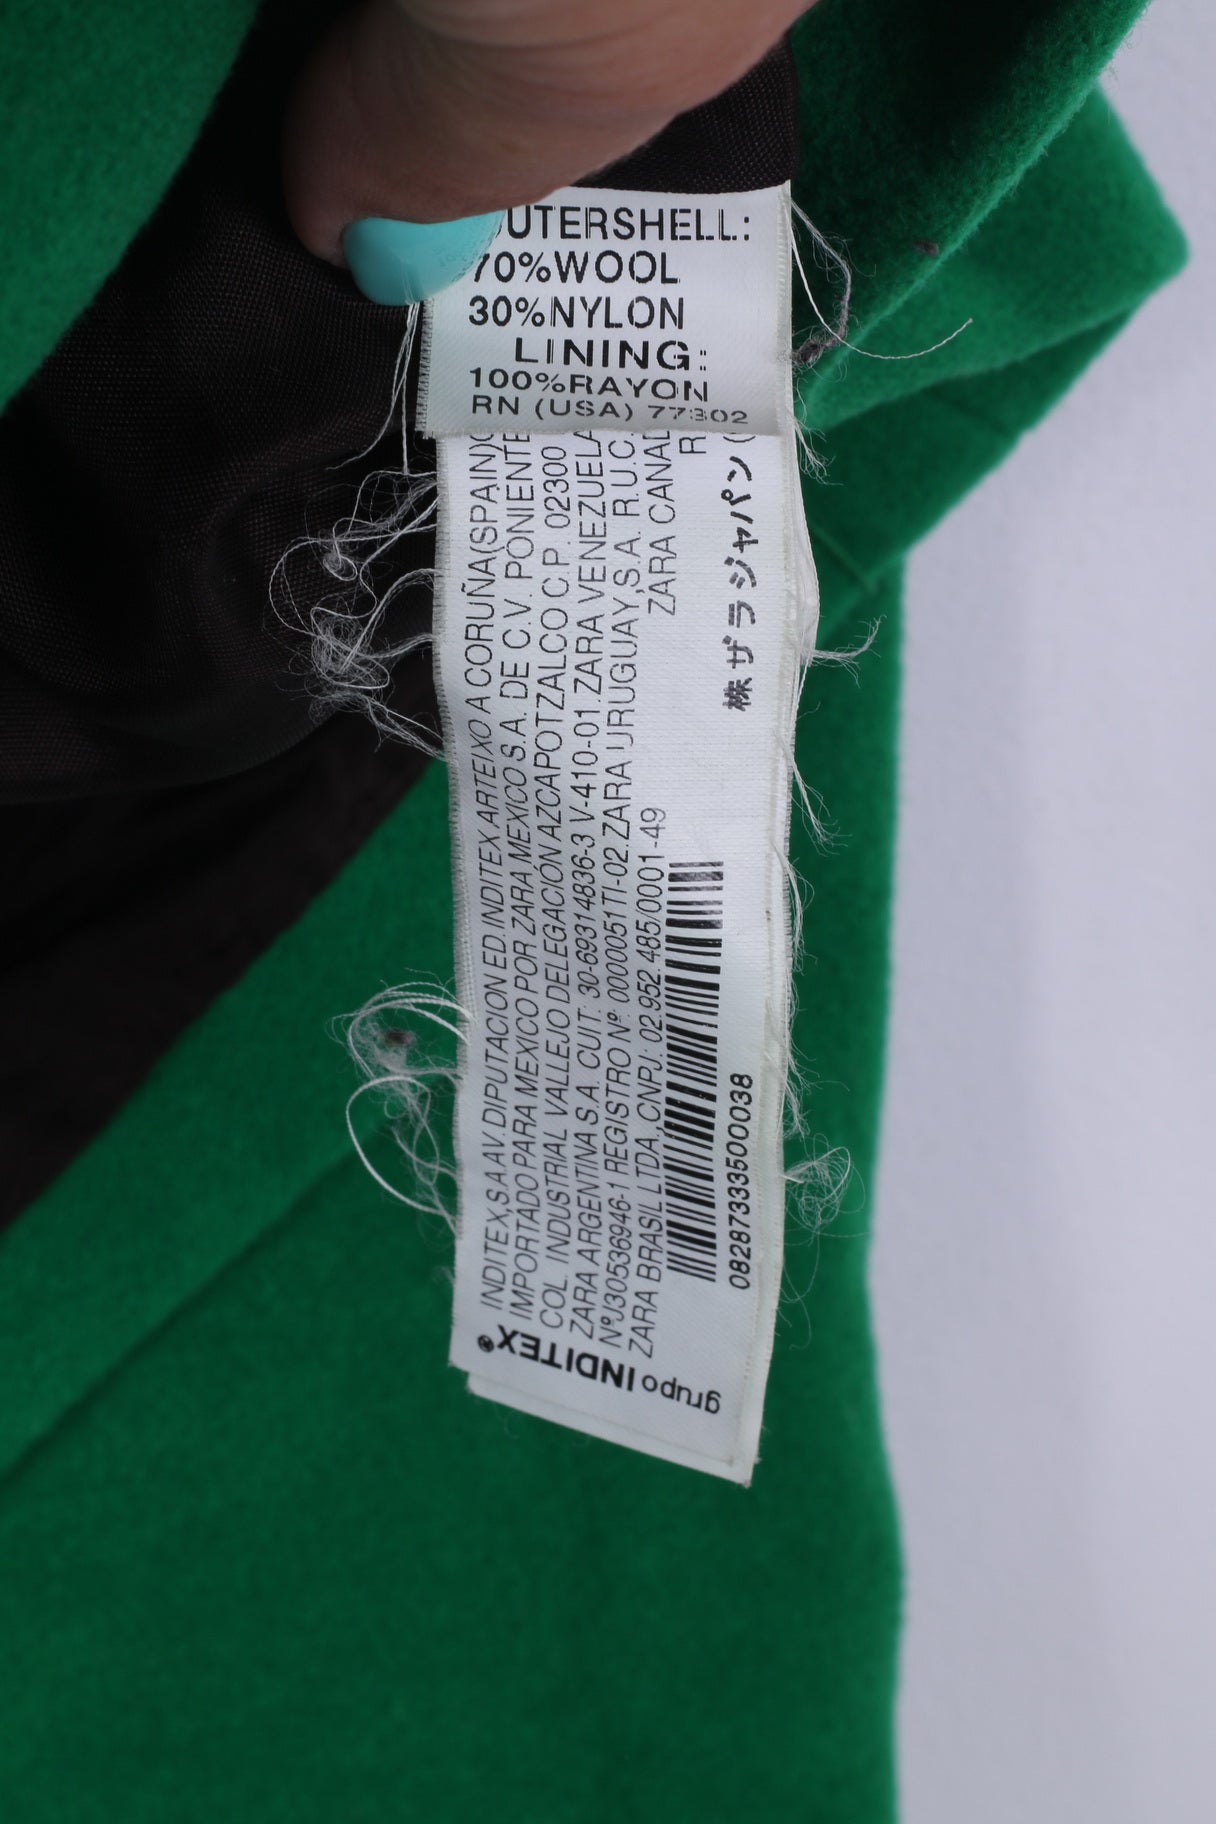 OUTERSHELL:
70%WOOL
30%NYLON
LINING:
100%RAYON
RN (USA) 77302
INDITEX,S.A.AV. DIPUTACION ED.INDITEX ARTEIXO A CORUÑA(SPAIN)
IMPORTADO PARA MEXICO POR ZARA MEXICO S.A. DE C.V. PONIENTE
COL. INDUSTRIAL VALLEJO DELEGACIÓN AZCAPOTZALCO C.P. 02300
ZARA ARGENTINA S.A. CUIT: 30-69314836-3 V-410-01.ZARA VENEZUELA
NºJ30536946-1 REGISTRO Nº 000051TI-02.ZARA URUGUAY,S.A. R.U.C.
ZARA BRASIL LTDA,CNPJ: 02.952.485/0001-49
ZARA CANAD
R
株 ザラ ジャパン (
08287333500038
grupo INDITEX®